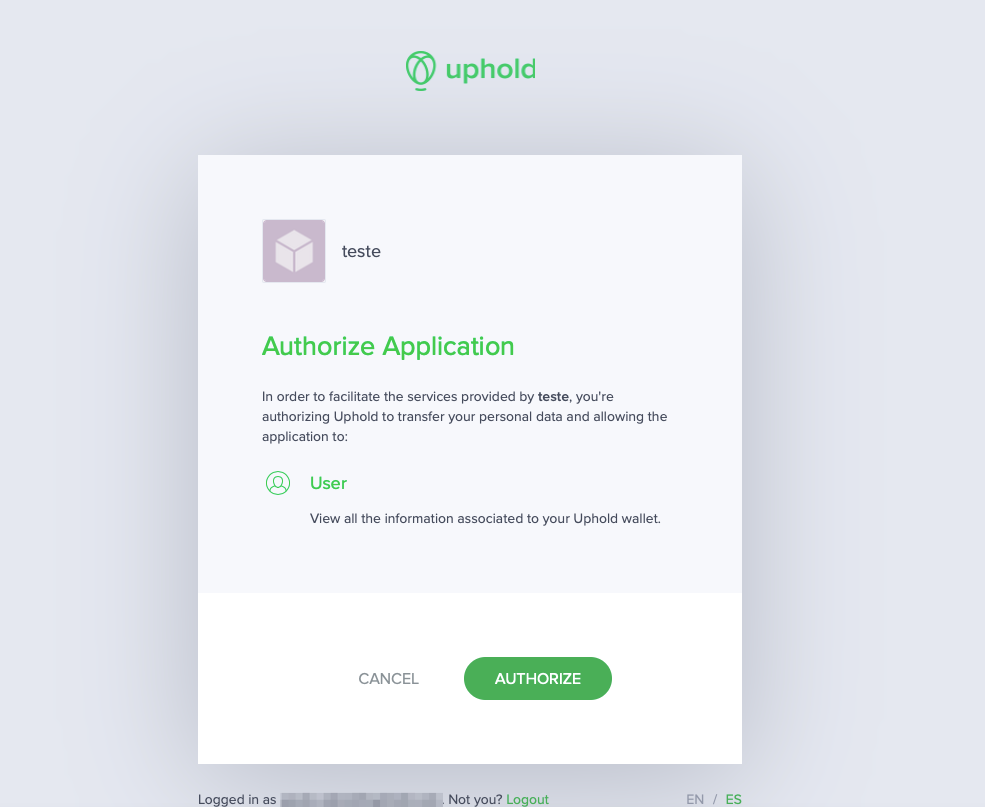 uphold
teste
Authorize Application
In order to facilitate the services provided by teste, you're
authorizing Uphold to transfer your personal data and allowing the
application to:
User
View all the information associated to your Uphold wallet.
CANCEL
AUTHORIZE
Logged in as . Not you? Logout
EN / ES